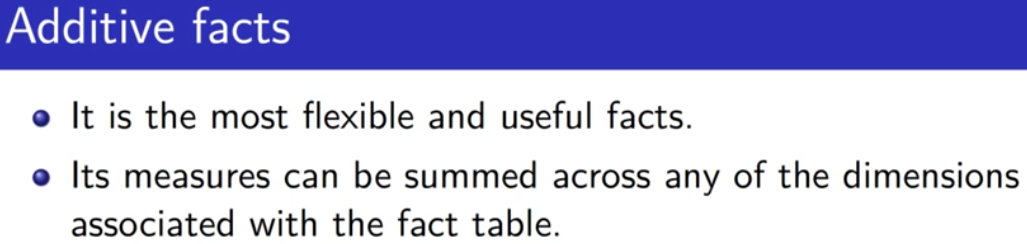 Additive facts
It is the most flexible and useful facts.
Its measures can be summed across any of the dimensions
associated with the fact table.